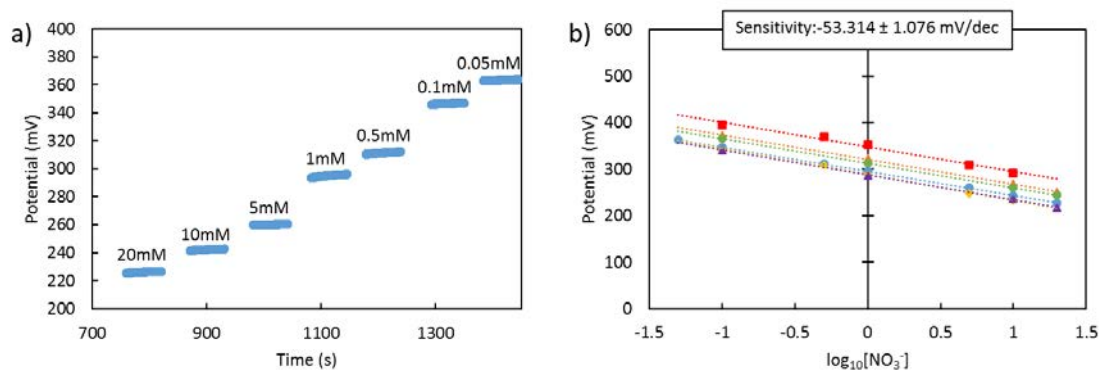 a)
400
380
360
340
320
300
280
260
240
220
200
Potential (mV)
20mM
10mM
5mM
1mM
0.5mM
0.1mM
0.05mM
700
900
1100
1300
Time (s)
b)
Sensitivity:-53.314 ± 1.076 mV/dec
600
500
400
300
200
100
0
Potential (mV)
-1.5
-1
-0.5
0
0.5
1
1.5
log₁₀[NO₃⁻]